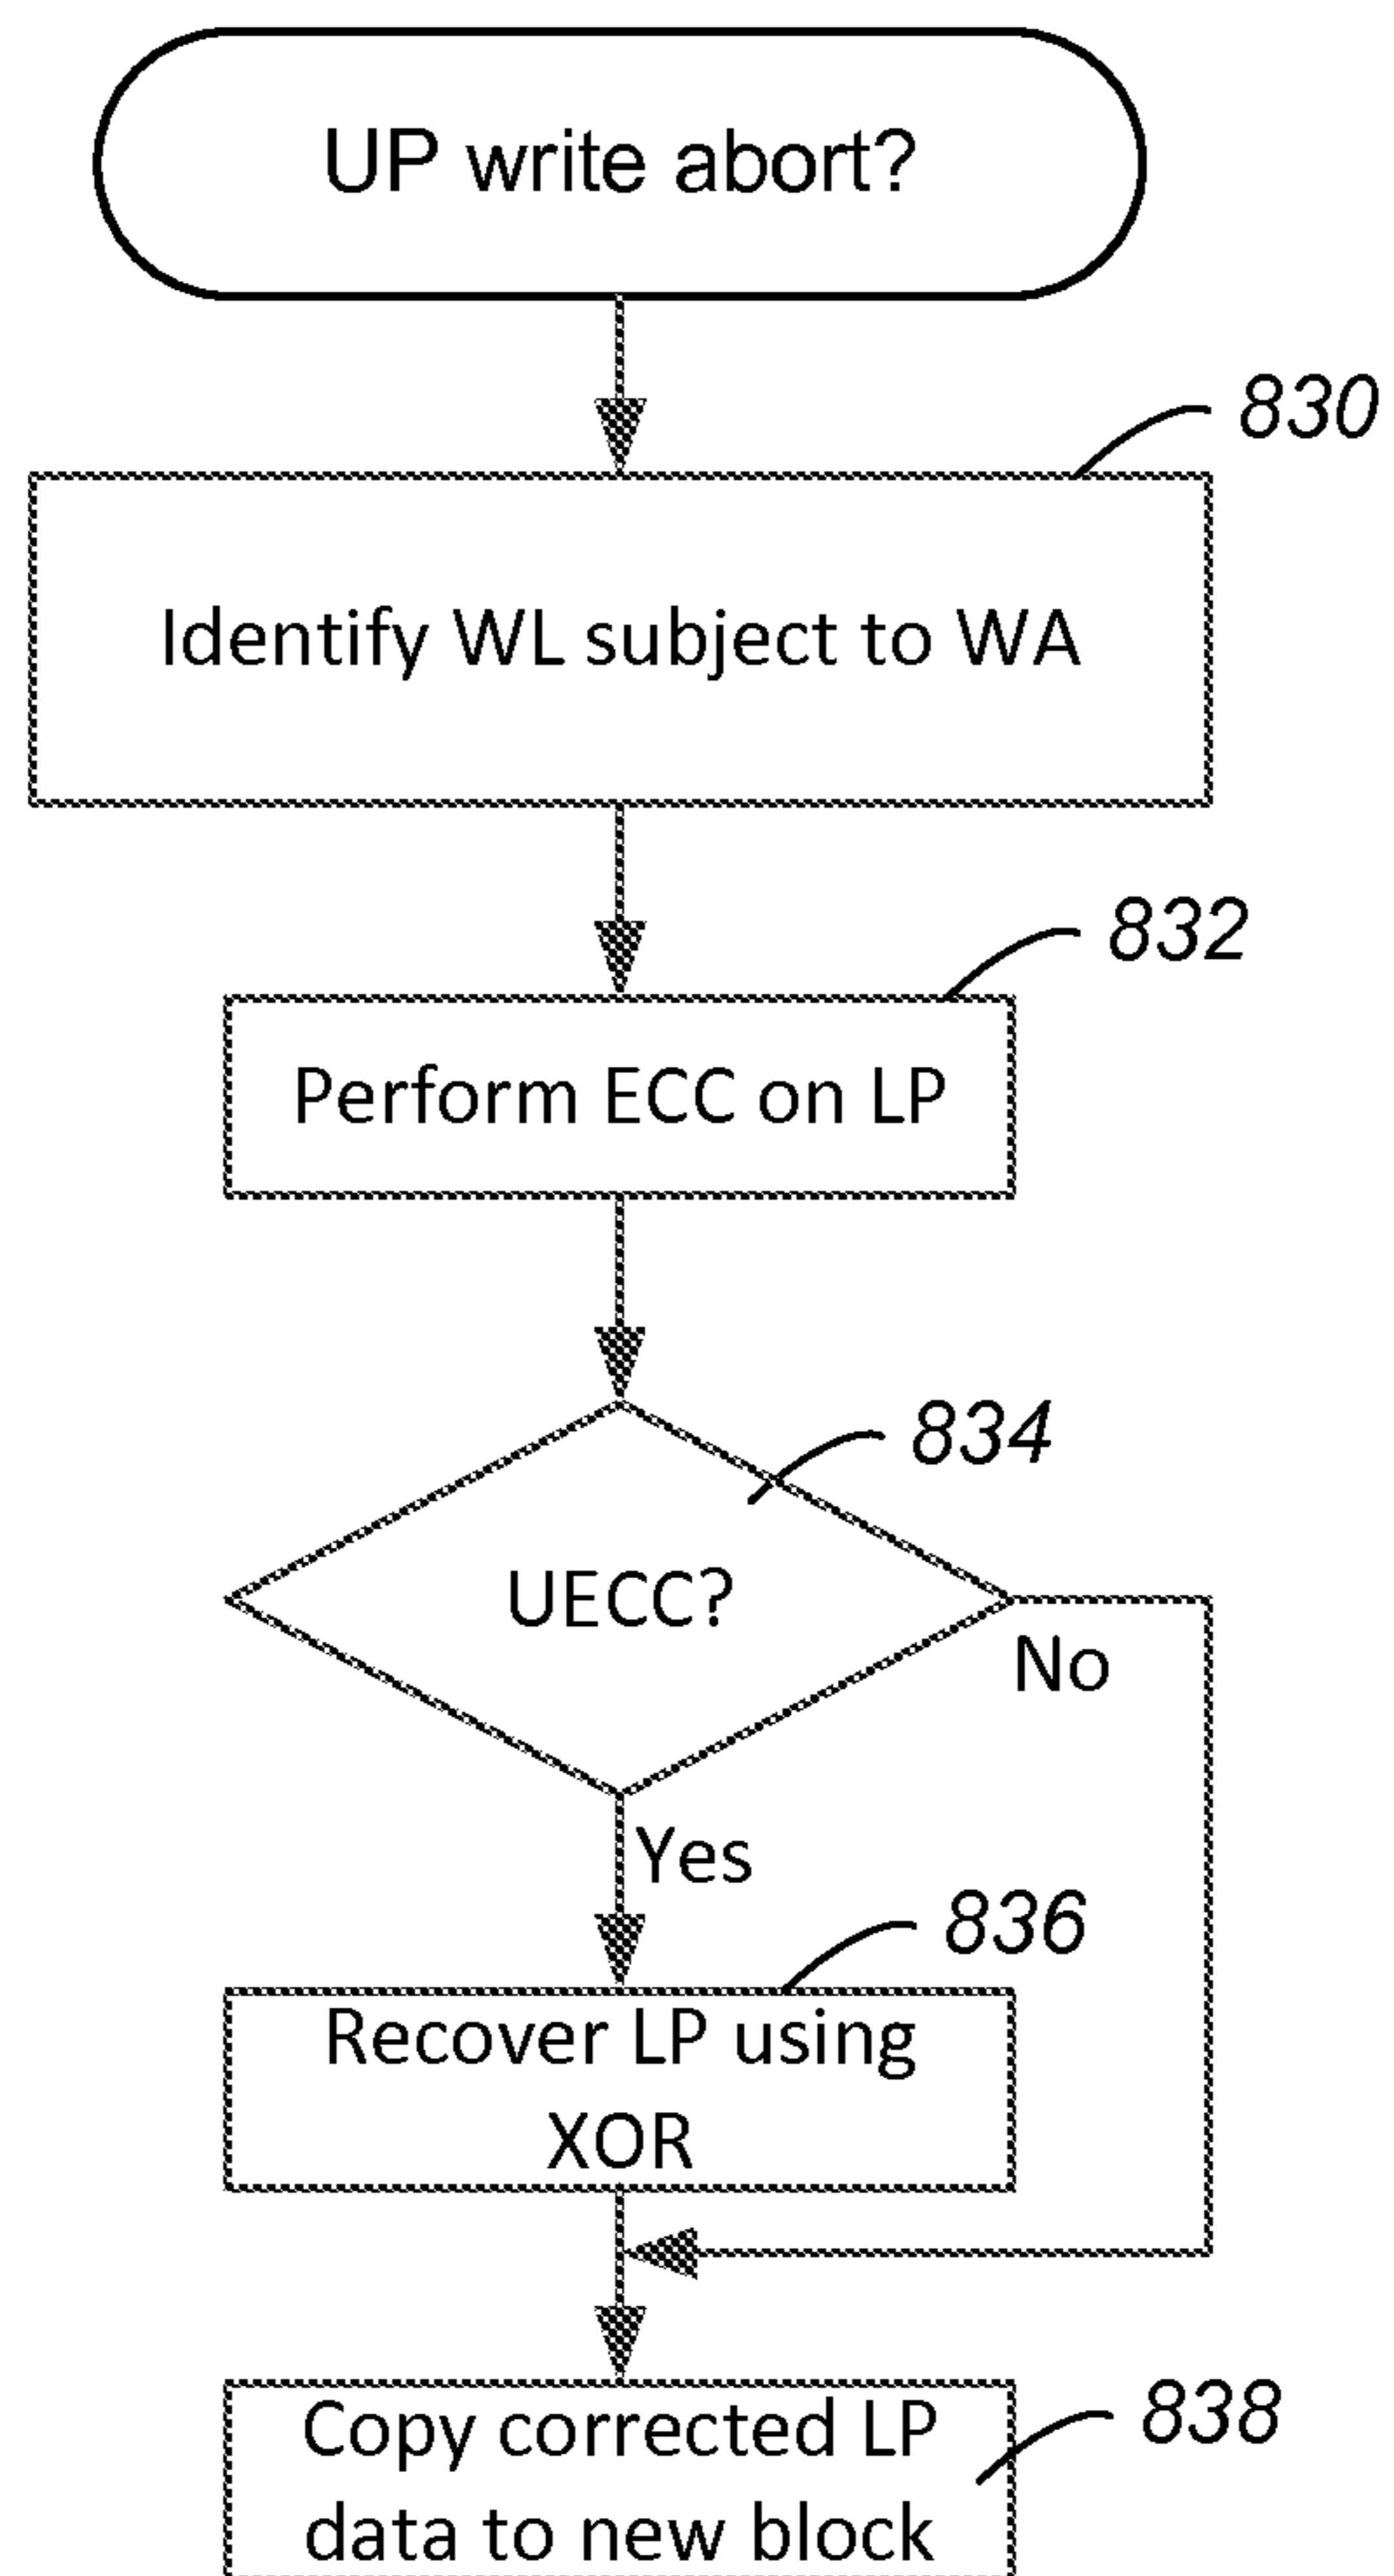 UP write abort?
830
Identify WL subject to WA
832
Perform ECC on LP
834
UECC?
No
Yes
836
Recover LP using
XOR
Copy corrected LP
838
data to new block